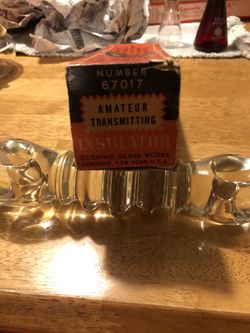 NUMBER
67017
AMATEUR
TRANSMITTING
INSULATOR
CORNING GLASS WORKS
CORNING, NEW YORK, U.S.A.